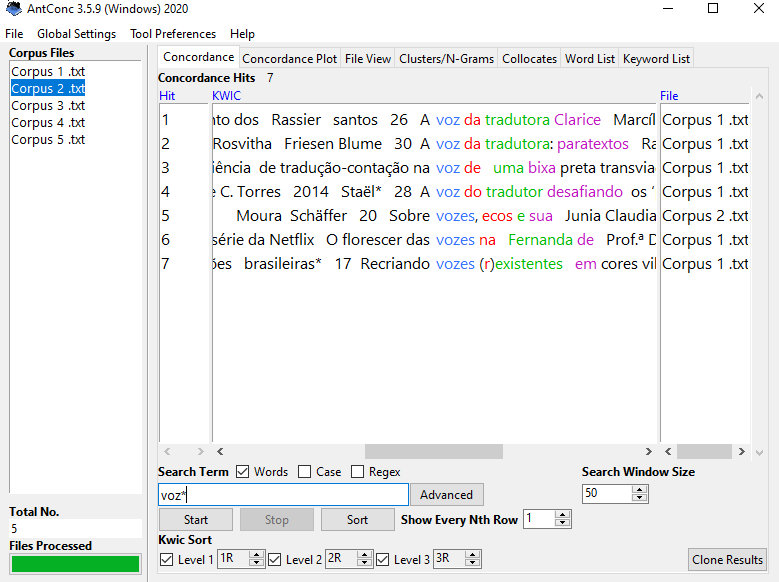 AntConc 3.5.9 (Windows) 2020
File Global Settings Tool Preferences Help
Corpus Files
Corpus 1 .txt
Corpus 2 .txt
Corpus 3 .txt
Corpus 4 .txt
Corpus 5 .txt
Total No.
5
Files Processed
Concordance Concordance Plot File View Clusters/N-Grams Collocates Word List Keyword List
Concordance Hits 7
Hit KWIC File
1 nto dos Rassier santos 26 A voz da tradutora Clarice Marcíl Corpus 1 .txt
2 Rosvitha Friesen Blume 30 A voz da tradutora: paratextos Ra Corpus 1 .txt
3 iência de tradução-contação na voz de uma bixa preta transvia Corpus 1 .txt
4 e C. Torres 2014 Staël* 28 A voz do tradutor desafiando os ‘ Corpus 1 .txt
5 Moura Schäffer 20 Sobre vozes, ecos e sua Junia Claudia Corpus 2 .txt
6 série da Netflix O florescer das vozes na Fernanda de Prof.ª D Corpus 1 .txt
7 ões brasileiras* 17 Recriando vozes (r)existentes em cores vil Corpus 1 .txt
Search Term Words Case Regex Search Window Size
voz* Advanced 50
Start Stop Sort Show Every Nth Row 1
Kwic Sort
Level 1 1R Level 2 2R Level 3 3R Clone Results